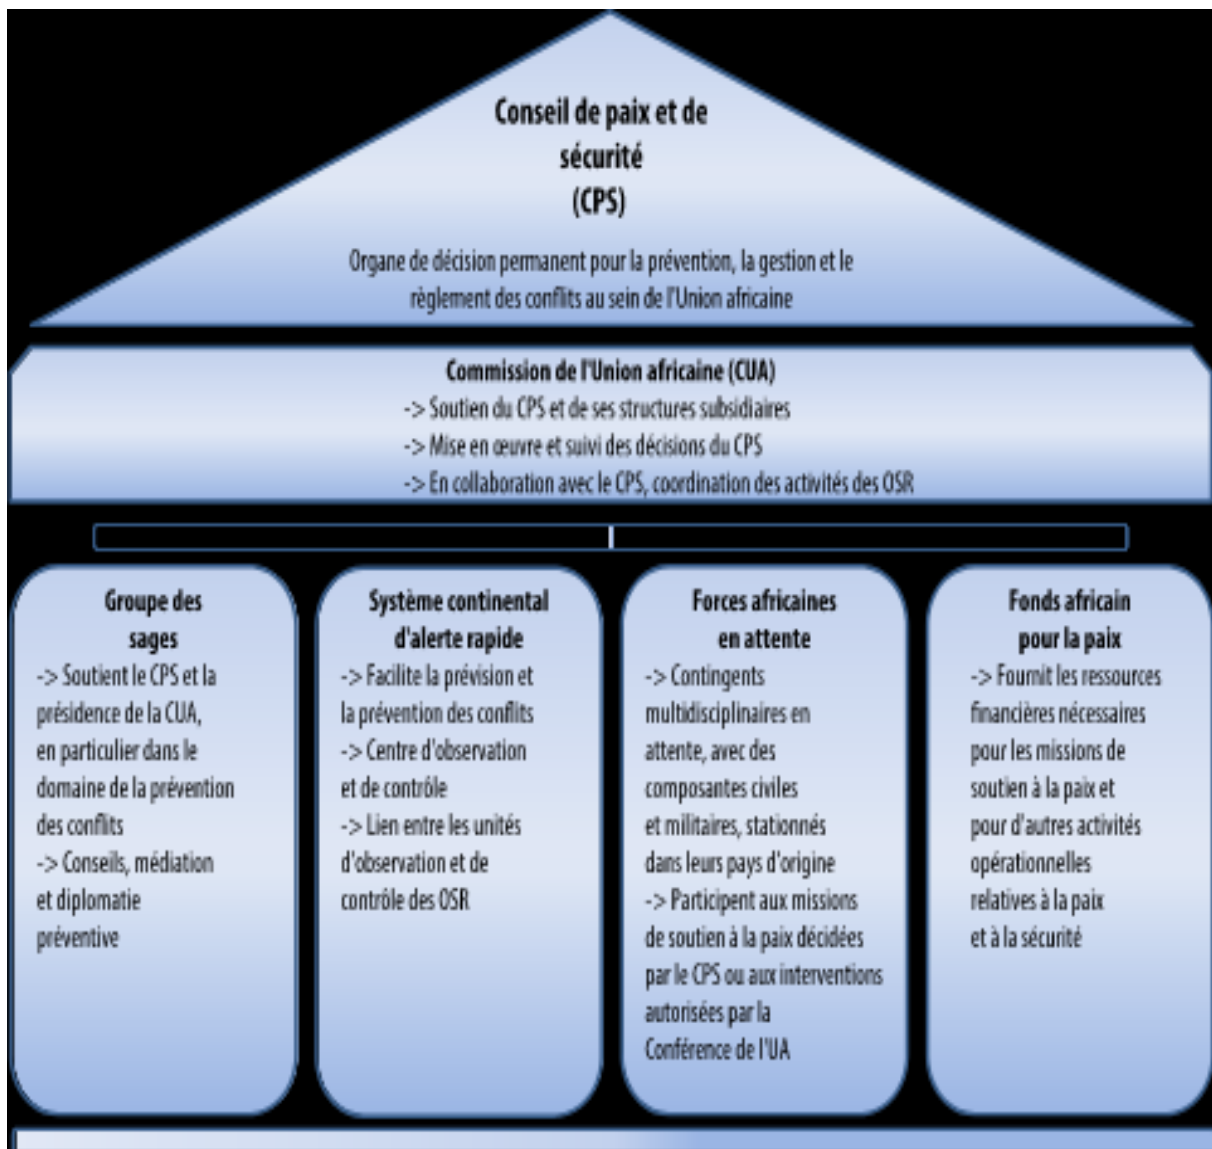 Conseil de paix et de
sécurité
(CPS)
Organe de décision permanent pour la prévention, la gestion et le
règlement des conflits au sein de l'Union africaine
Commission de l'Union africaine (CUA)
-> Soutien du CPS et de ses structures subsidiaires
-> Mise en œuvre et suivi des décisions du CPS
-> En collaboration avec le CPS, coordination des activités des OSR
Groupe des
sages
-> Soutient le CPS et la
présidence de la CUA,
en particulier dans le
domaine de la prévention
des conflits
-> Conseils, médiation
et diplomatie
préventive
Système continental
d'alerte rapide
-> Facilite la prévision et
la prévention des conflits
-> Centre d'observation
et de contrôle
-> Lien entre les unités
d'observation et de
contrôle des OSR
Forces africaines
en attente
-> Contingents
multidisciplinaires en
attente, avec des
composantes civiles
et militaires, stationnés
dans leurs pays d'origine
-> Participent aux missions
de soutien à la paix décidées
par le CPS ou aux interventions
autorisées par la
Conférence de l'UA
Fonds africain
pour la paix
-> Fournit les ressources
financières nécessaires
pour les missions de
soutien à la paix et
pour d'autres activités
opérationnelles
relatives à la paix
et à la sécurité